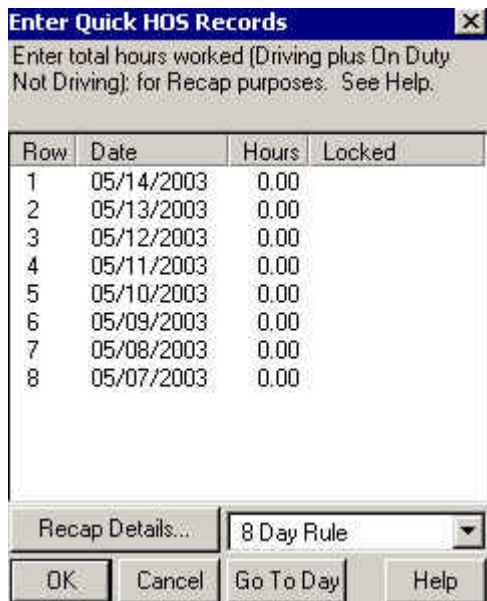 Enter Quick HOS Records
Enter total hours worked (Driving plus On Duty
Not Driving): for Recap purposes. See Help.
Row Date Hours Locked
1 05/14/2003 0.00
2 05/13/2003 0.00
3 05/12/2003 0.00
4 05/11/2003 0.00
5 05/10/2003 0.00
6 05/09/2003 0.00
7 05/08/2003 0.00
8 05/07/2003 0.00
Recap Details... 8 Day Rule
OK Cancel Go To Day Help